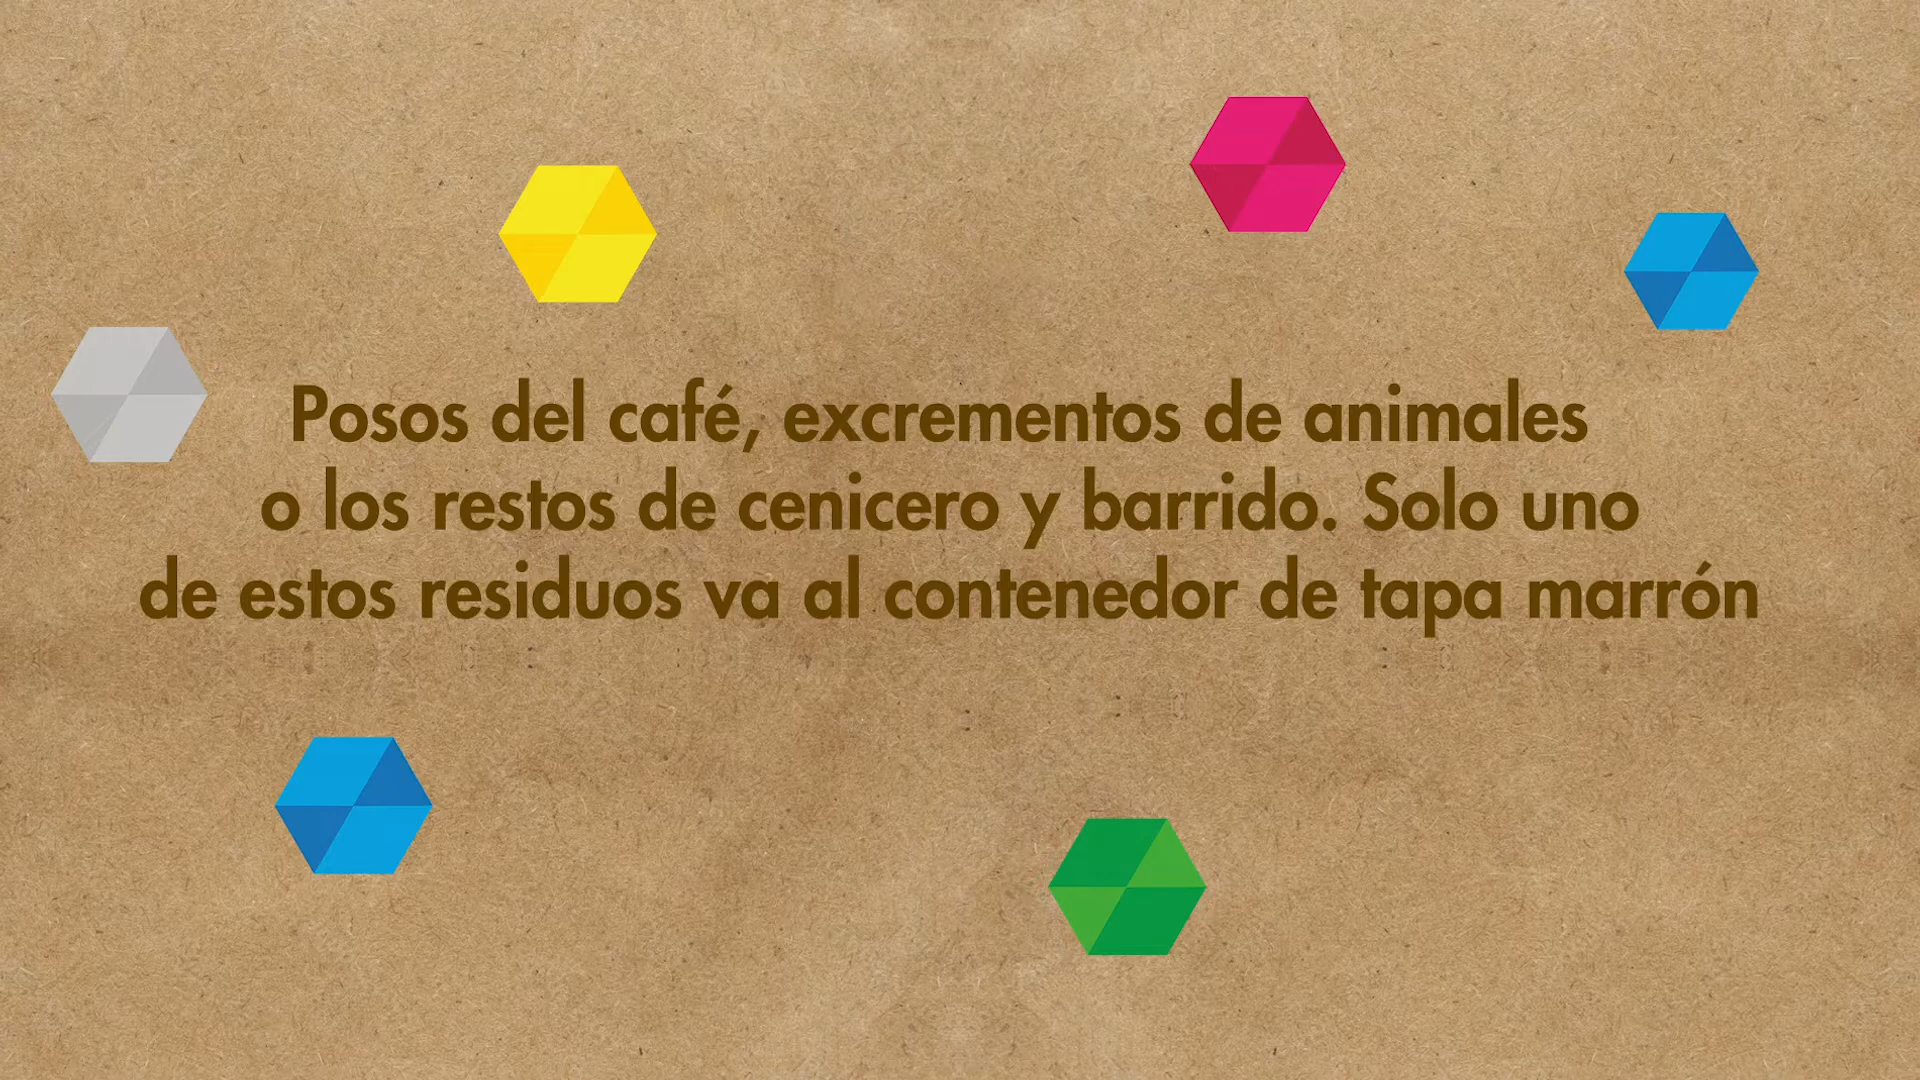 Posos del café, excrementos de animales
o los restos de cenicero y barrido. Solo uno
de estos residuos va al contenedor de tapa marrón